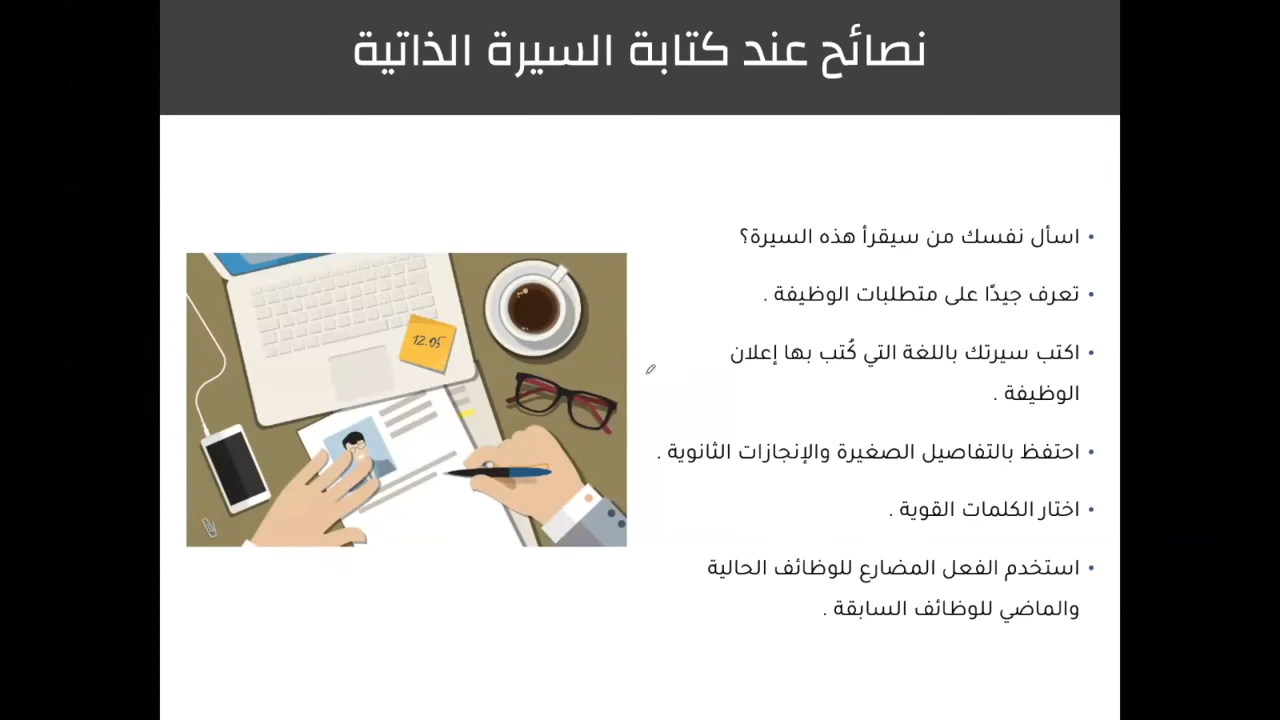 نصائح عند كتابة السيرة الذاتية
• اسأل نفسك من سيقرأ هذه السيرة؟
• تعرف جيدًا على متطلبات الوظيفة .
• اكتب سيرتك باللغة التي كُتب بها إعلان
الوظيفة .
• احتفظ بالتفاصيل الصغيرة والإنجازات الثانوية .
• اختار الكلمات القوية .
• استخدم الفعل المضارع للوظائف الحالية
والماضي للوظائف السابقة .
12.05